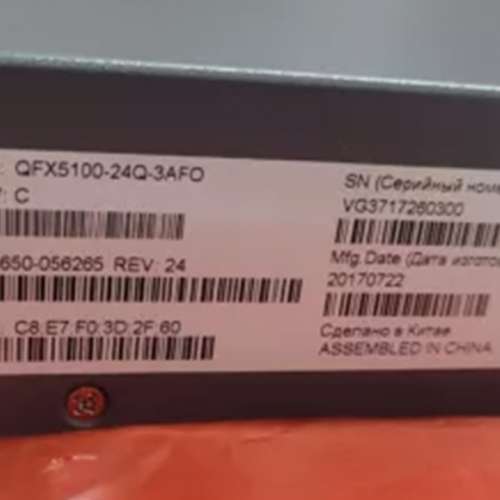 QFX5100-24Q-3AFO
: C
650-056265 REV: 24
C8:E7:F0:3D:2F:60
SN (Серийный номе
VG3717260300
Mfg.Date (Дата изготов
20170722
Сделано в Китае
ASSEMBLED IN CHINA